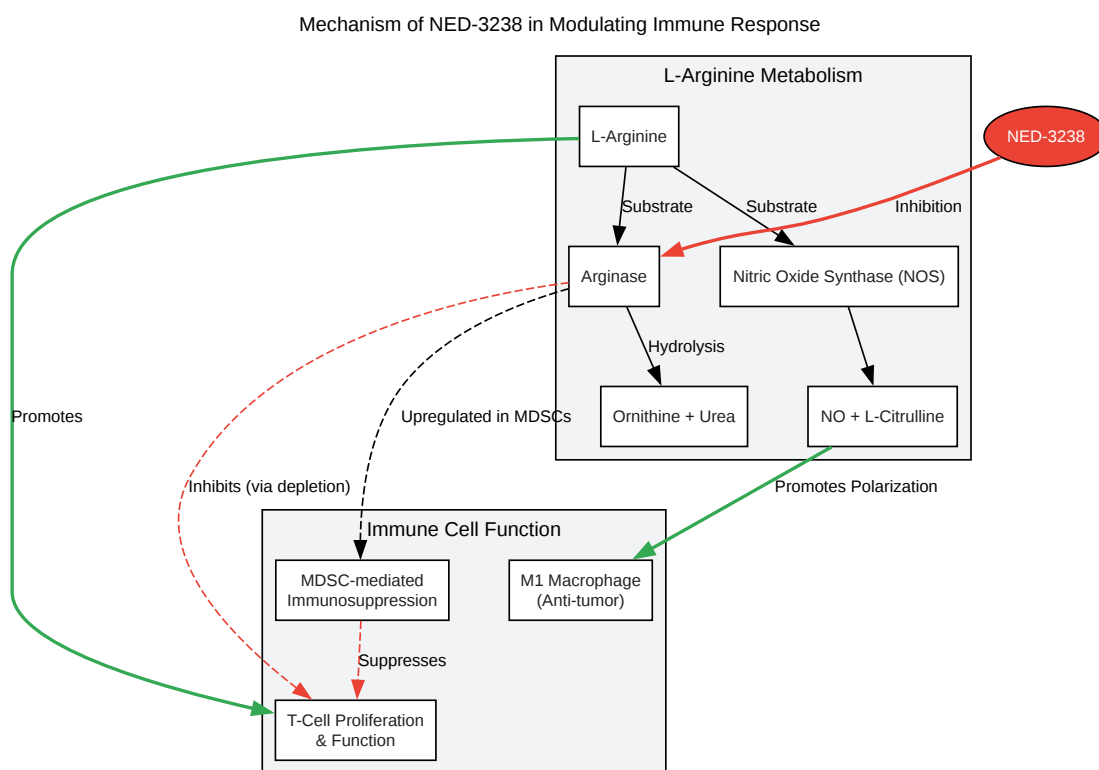 Mechanism of NED-3238 in Modulating Immune Response
L-Arginine Metabolism
L-Arginine
NED-3238
Substrate
Substrate
Inhibition
Arginase
Nitric Oxide Synthase (NOS)
Hydrolysis
Ornithine + Urea
NO + L-Citrulline
Promotes
Upregulated in MDSCs
Inhibits (via depletion)
Promotes Polarization
Immune Cell Function
MDSC-mediated
Immunosuppression
M1 Macrophage
(Anti-tumor)
Suppresses
T-Cell Proliferation
& Function